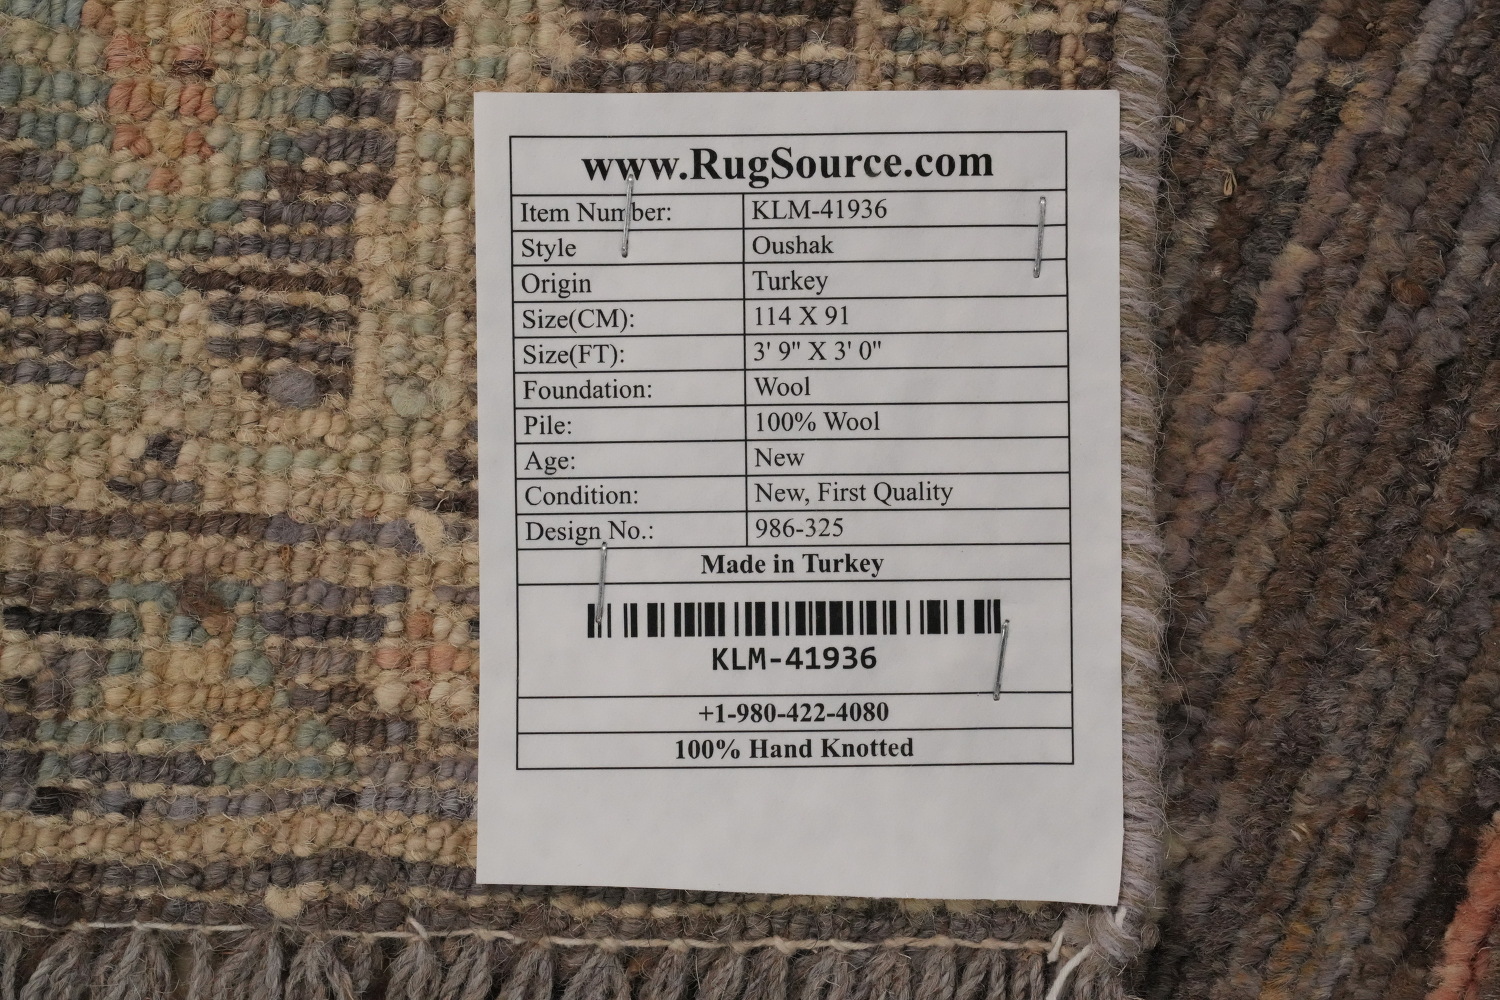 www.RugSource.com
Item Number: KLM-41936
Style Oushak
Origin Turkey
Size(CM): 114 X 91
Size(FT): 3' 9" X 3' 0"
Foundation: Wool
Pile: 100% Wool
Age: New
Condition: New, First Quality
Design No.: 986-325
Made in Turkey
KLM-41936
+1-980-422-4080
100% Hand Knotted